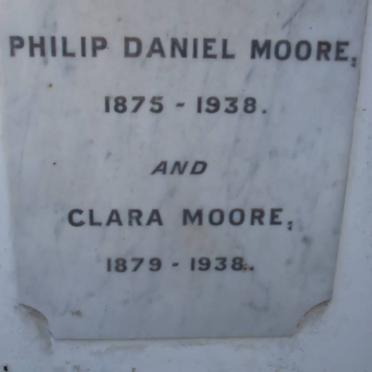 PHILIP DANIEL MOORE,
1875 - 1938.
AND
CLARA MOORE,
1879 - 1938.